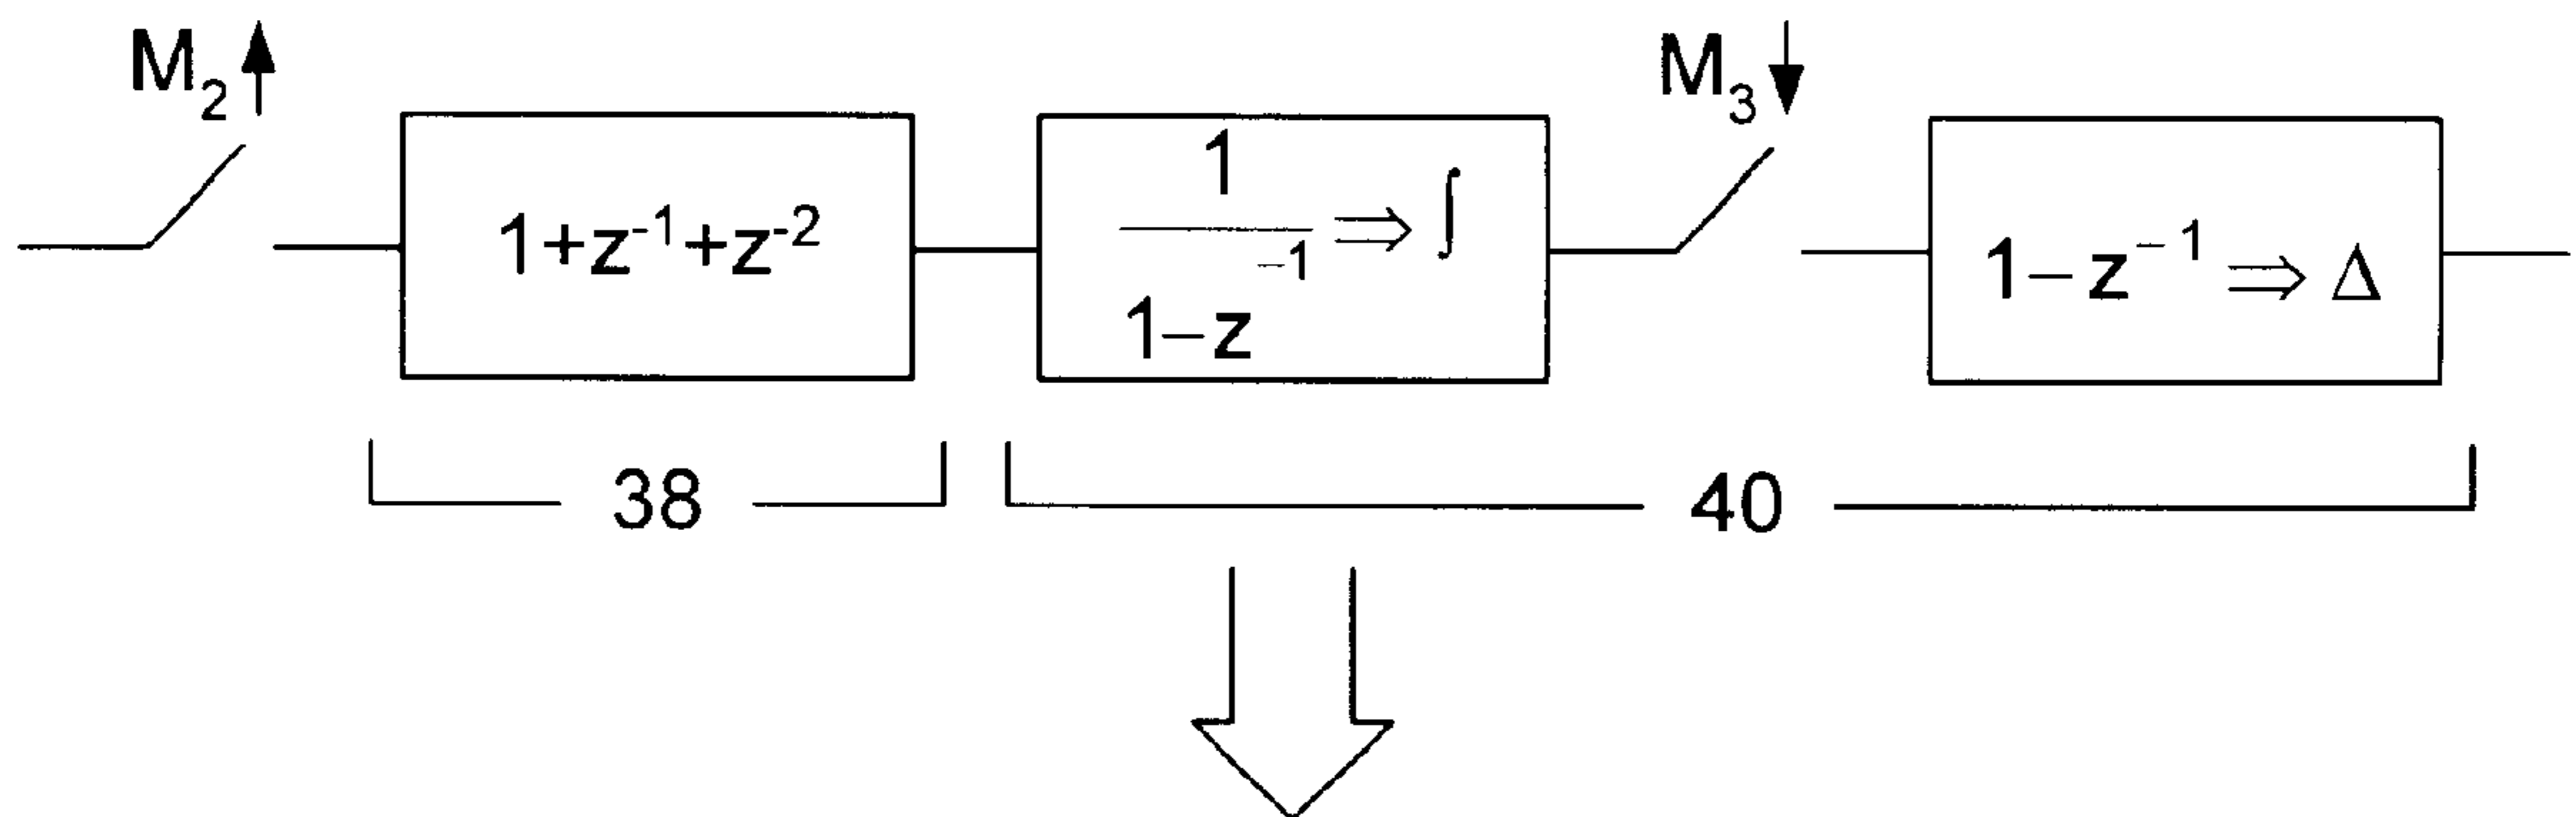 M₂↑
M₃↓
1+z⁻¹+z⁻²
1
1–z⁻¹ ⇒ ∫
1–z⁻¹ ⇒ Δ
38
40